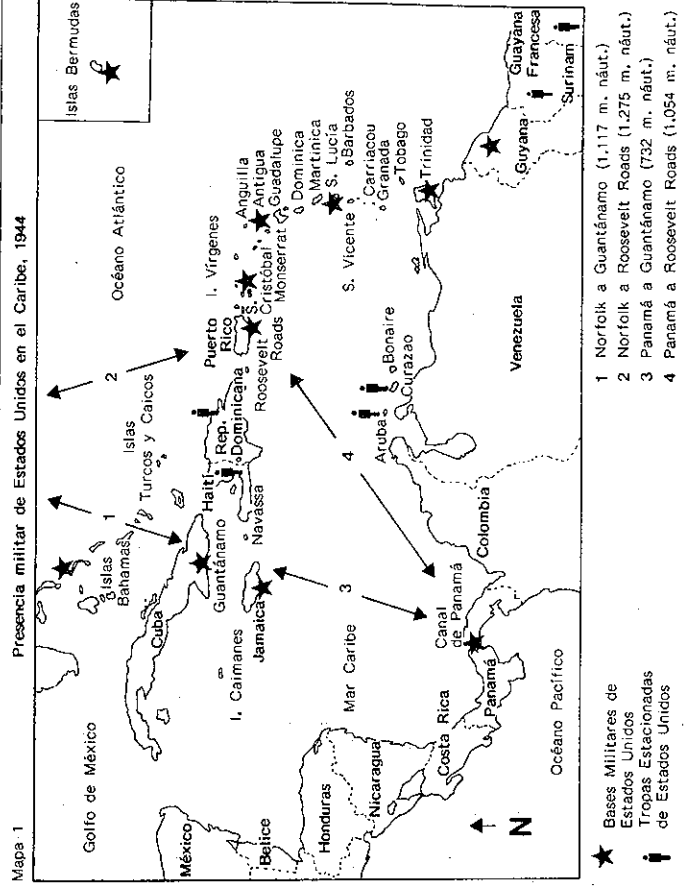 Mapa 1
Presencia militar de Estados Unidos en el Caribe, 1944
Golfo de México
Océano Atlántico
Islas Bermudas
Islas
Bahamas
Islas
Turcos y Caicos
1
2
México
Cuba
Guantánamo
I. Caimanes
Jamaica
Navassa
Haití
Rep.
Dominicana
Puerto
Rico
Roosevelt
Roads
I. Vírgenes
S.
Cristóbal
Anguilla
Antigua
Guadalupe
Monserrat
Dominica
Martinica
S. Lucía
Barbados
S. Vicente
Carriacou
Granada
Tobago
Trinidad
Belice
Honduras
Nicaragua
Costa Rica
Panamá
Mar Caribe
3
4
Canal
de Panamá
Aruba
Bonaire
Curazao
Colombia
Venezuela
Guyana
Surinam
Guayana
Francesa
Océano Pacífico
N
Bases Militares de
Estados Unidos
Tropas Estacionadas
de Estados Unidos
1 Norfolk a Guantánamo (1.117 m. náut.)
2 Norfolk a Roosevelt Roads (1.275 m. náut.)
3 Panamá a Guantánamo (732 m. náut.)
4 Panamá a Roosevelt Roads (1.054 m. náut.)